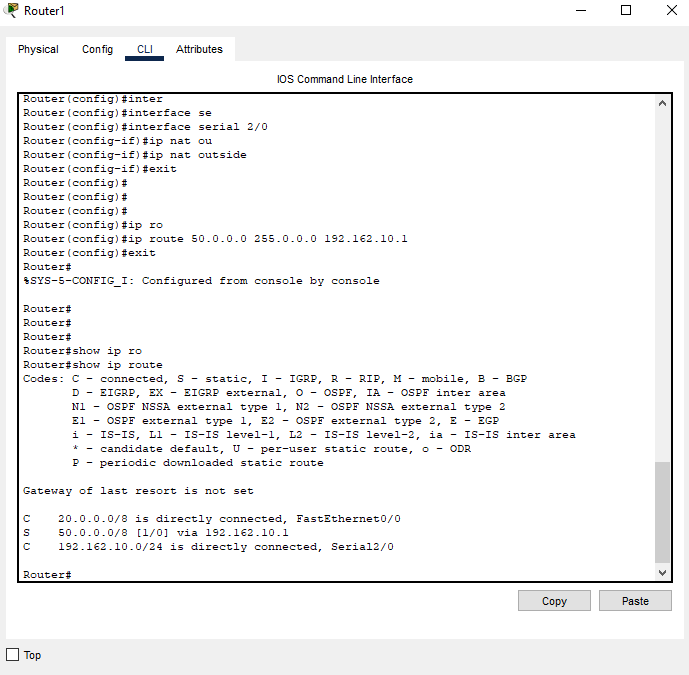 Router1
Physical Config CLI Attributes
IOS Command Line Interface
Router(config)#inter
Router(config)#interface se
Router(config)#interface serial 2/0
Router(config-if)#ip nat ou
Router(config-if)#ip nat outside
Router(config-if)#exit
Router(config)#
Router(config)#
Router(config)#
Router(config)#ip ro
Router(config)#ip route 50.0.0.0 255.0.0.0 192.162.10.1
Router(config)#exit
Router#
%SYS-5-CONFIG_I: Configured from console by console
Router#
Router#
Router#
Router#show ip ro
Router#show ip route
Codes: C - connected, S - static, I - IGRP, R - RIP, M - mobile, B - BGP
D - EIGRP, EX - EIGRP external, O - OSPF, IA - OSPF inter area
N1 - OSPF NSSA external type 1, N2 - OSPF NSSA external type 2
E1 - OSPF external type 1, E2 - OSPF external type 2, E - EGP
i - IS-IS, L1 - IS-IS level-1, L2 - IS-IS level-2, ia - IS-IS inter area
* - candidate default, U - per-user static route, o - ODR
P - periodic downloaded static route
Gateway of last resort is not set
C 20.0.0.0/8 is directly connected, FastEthernet0/0
S 50.0.0.0/8 [1/0] via 192.162.10.1
C 192.162.10.0/24 is directly connected, Serial2/0
Router#
Copy Paste
Top